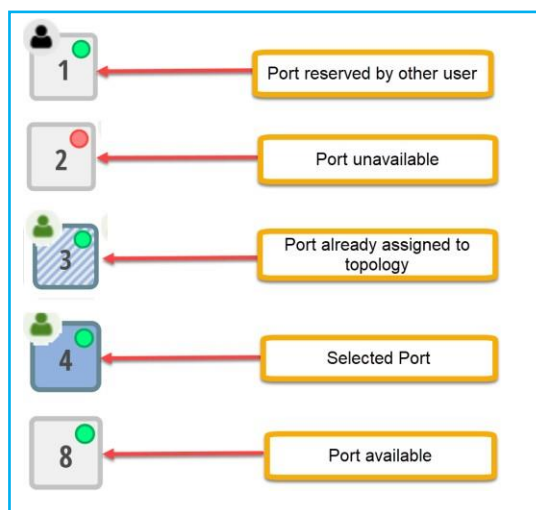 1
Port reserved by other user
2
Port unavailable
3
Port already assigned to
topology
4
Selected Port
8
Port available